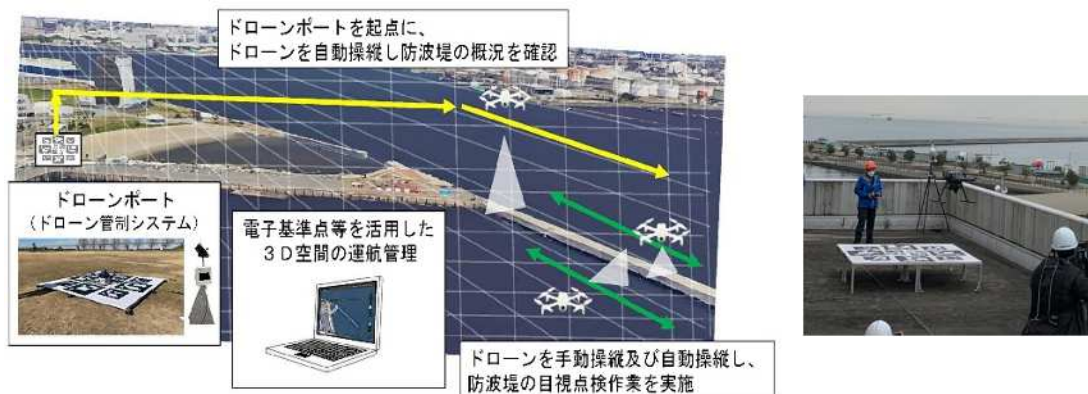 ドローンポートを起点に、
ドローンを自動操縦し防波堤の概況を確認
ドローンポート
(ドローン管制システム)
電子基準点等を活用した
3D空間の運航管理
ドローンを手動操縦及び自動操縦し、
防波堤の目視点検作業を実施